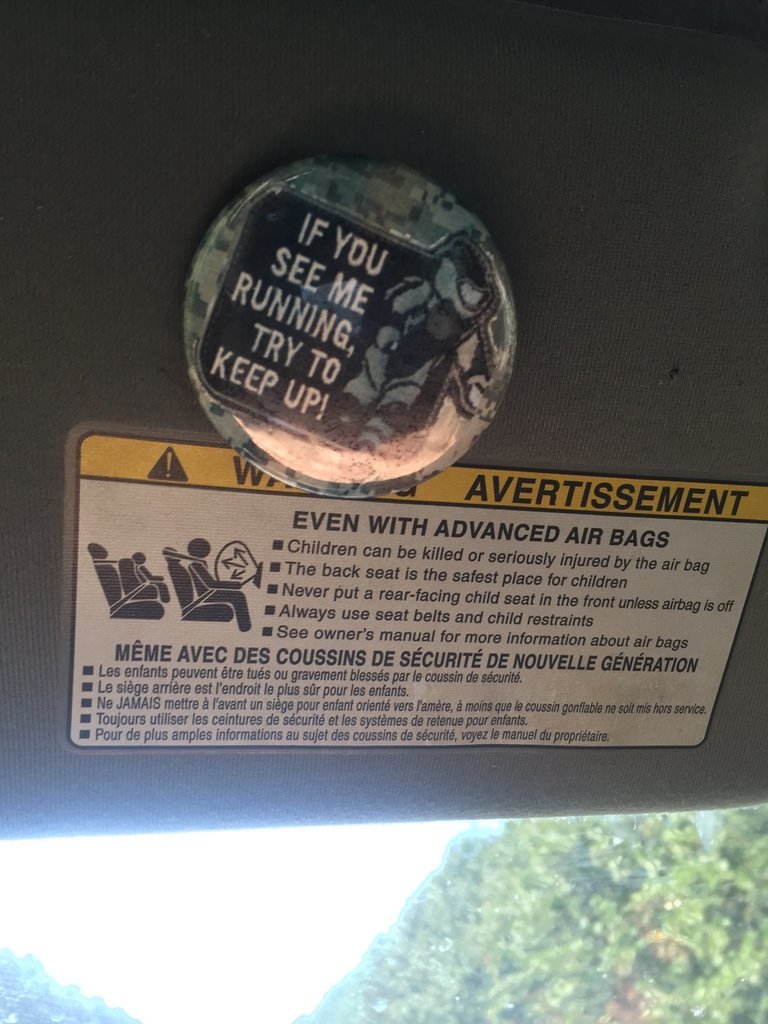 IF YOU
SEE ME
RUNNING,
TRY TO
KEEP UP!
AVERTISSEMENT
EVEN WITH ADVANCED AIR BAGS
■ Children can be killed or seriously injured by the air bag
■ The back seat is the safest place for children
■ Never put a rear-facing child seat in the front unless airbag is off
■ Always use seat belts and child restraints
■ See owner's manual for more information about air bags
MÊME AVEC DES COUSSINS DE SÉCURITÉ DE NOUVELLE GÉNÉRATION
■ Les enfants peuvent être tués ou gravement blessés par le coussin de sécurité.
■ Le siège arrière est l'endroit le plus sûr pour les enfants.
■ Ne JAMAIS mettre à l'avant un siège pour enfant orienté vers l'arrière, à moins que le coussin gonflable ne soit mis hors service.
■ Toujours utiliser les ceintures de sécurité et les systèmes de retenue pour enfants.
■ Pour de plus amples informations au sujet des coussins de sécurité, voyez le manuel du propriétaire.